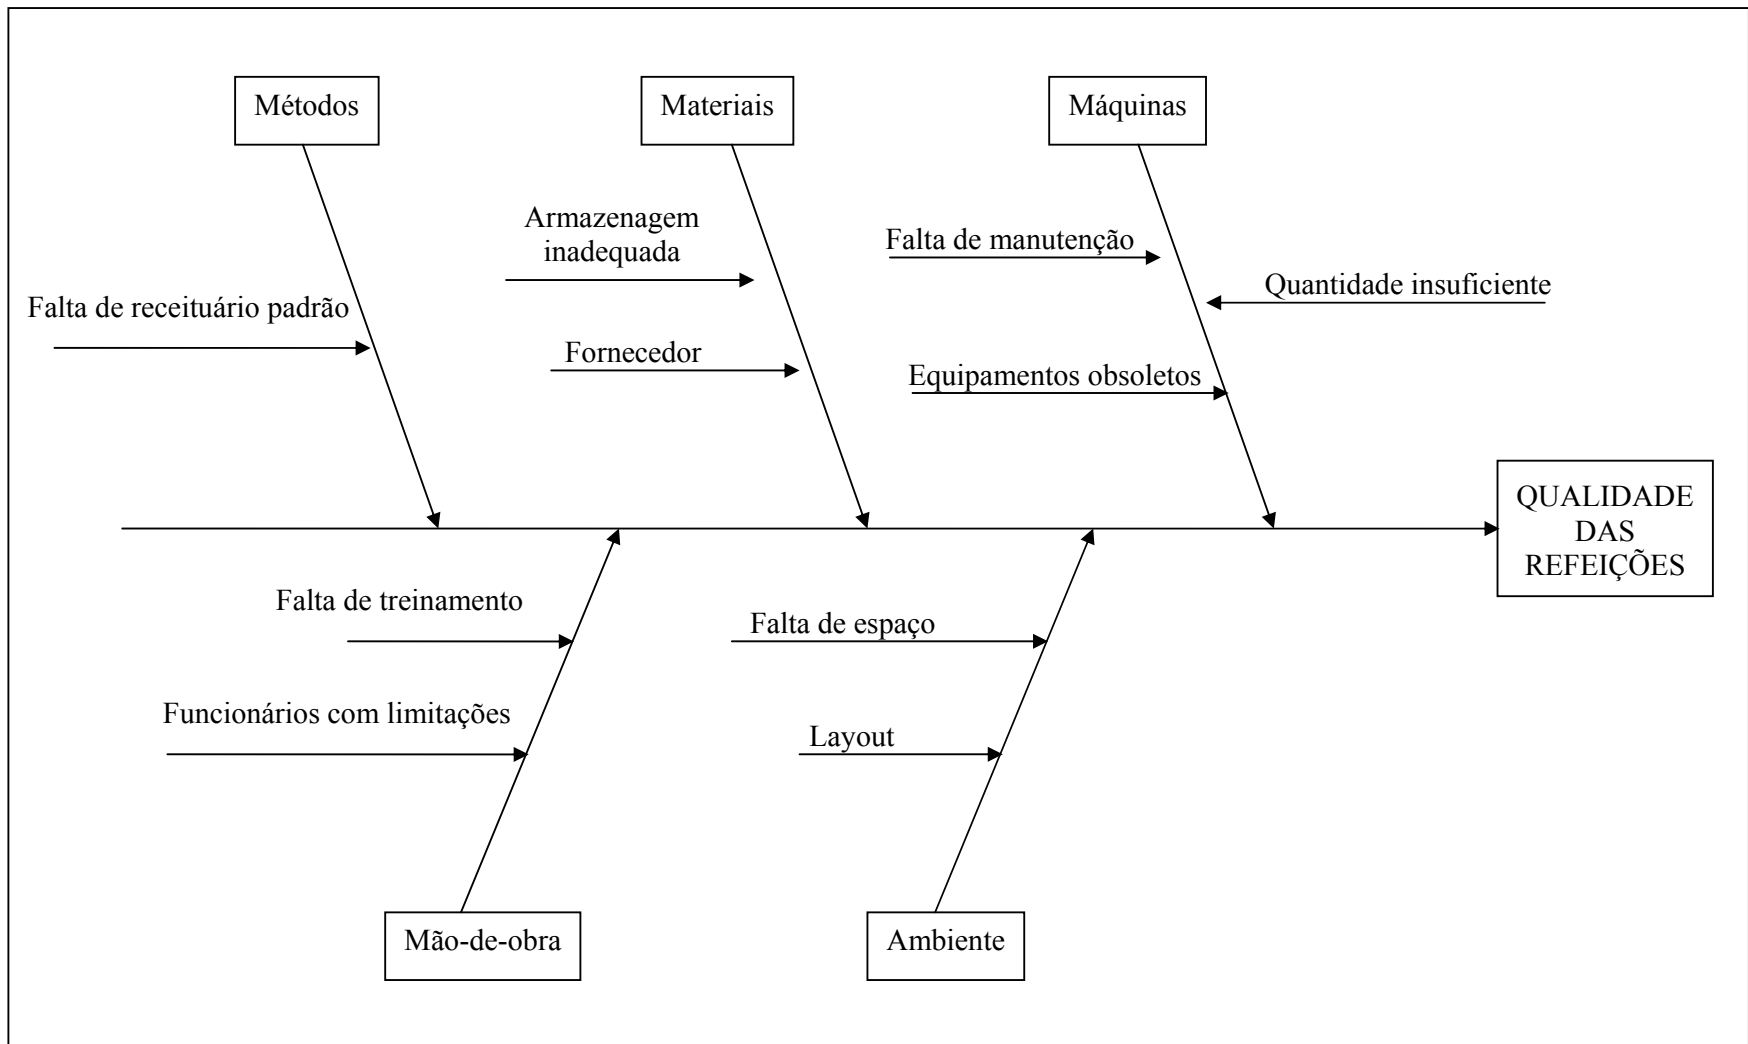 Métodos
Materiais
Máquinas
Armazenagem
inadequada
Falta de manutenção
Quantidade insuficiente
Falta de receituário padrão
Fornecedor
Equipamentos obsoletos
QUALIDADE
DAS
REFEIÇÕES
Falta de treinamento
Falta de espaço
Funcionários com limitações
Layout
Mão-de-obra
Ambiente